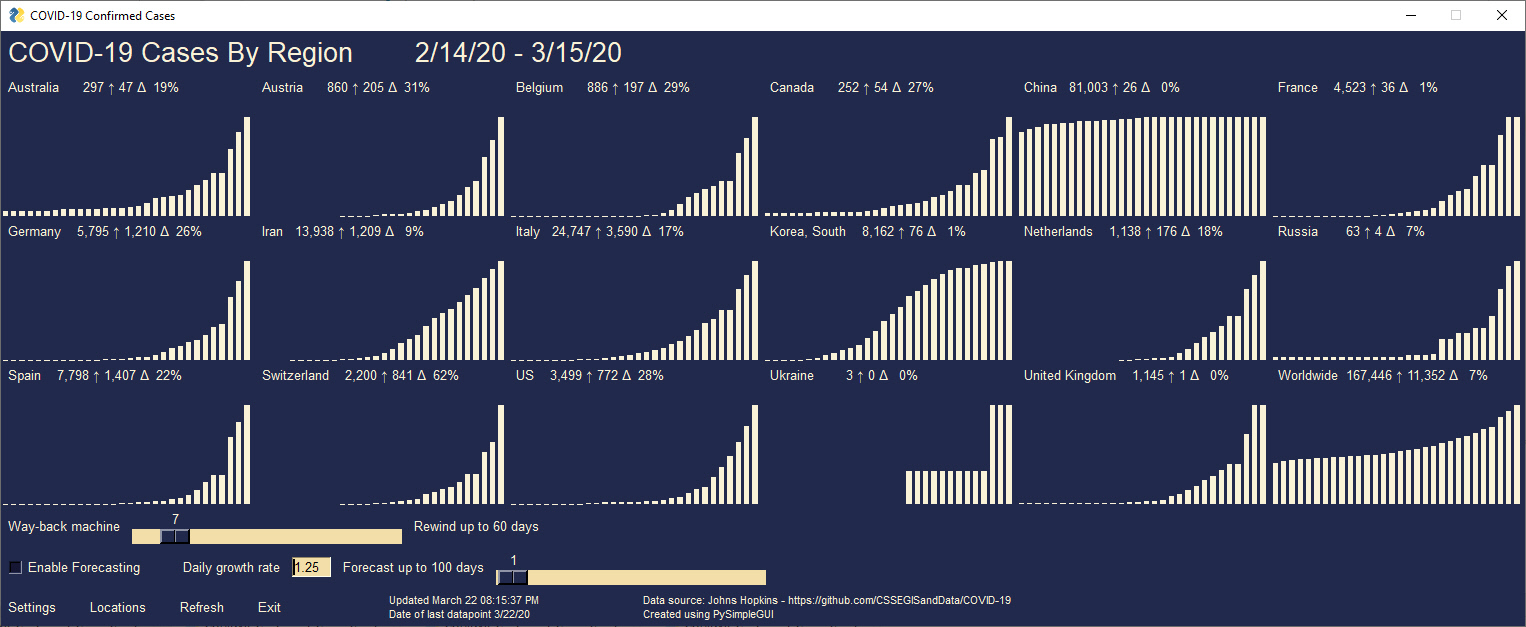 COVID-19 Confirmed Cases
COVID-19 Cases By Region 2/14/20 - 3/15/20
Australia 297 ↑ 47 Δ 19% Austria 860 ↑ 205 Δ 31% Belgium 886 ↑ 197 Δ 29% Canada 252 ↑ 54 Δ 27% China 81,003 ↑ 26 Δ 0% France 4,523 ↑ 36 Δ 1%
Germany 5,795 ↑ 1,210 Δ 26% Iran 13,938 ↑ 1,209 Δ 9% Italy 24,747 ↑ 3,590 Δ 17% Korea, South 8,162 ↑ 76 Δ 1% Netherlands 1,138 ↑ 176 Δ 18% Russia 63 ↑ 4 Δ 7%
Spain 7,798 ↑ 1,407 Δ 22% Switzerland 2,200 ↑ 841 Δ 62% US 3,499 ↑ 772 Δ 28% Ukraine 3 ↑ 0 Δ 0% United Kingdom 1,145 ↑ 1 Δ 0% Worldwide 167,446 ↑ 11,352 Δ 7%
7
Way-back machine Rewind up to 60 days
1
Enable Forecasting Daily growth rate 1.25 Forecast up to 100 days
Settings Locations Refresh Exit
Updated March 22 08:15:37 PM
Date of last datapoint 3/22/20
Data source: Johns Hopkins - https://github.com/CSSEGISandData/COVID-19
Created using PySimpleGUI